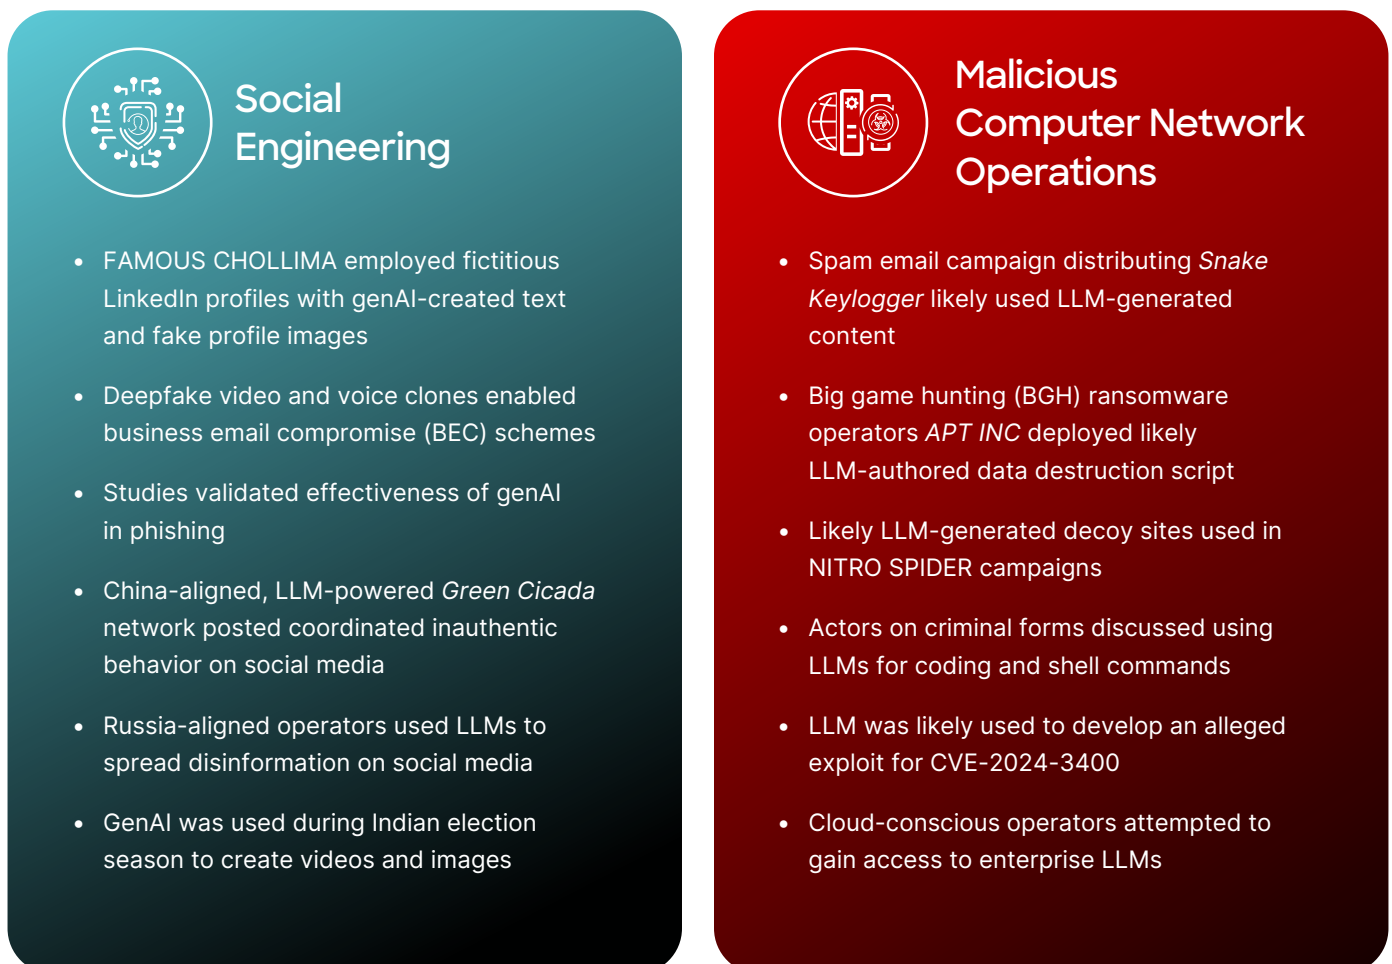 Social
Engineering
• FAMOUS CHOLLIMA employed fictitious
LinkedIn profiles with genAI-created text
and fake profile images
• Deepfake video and voice clones enabled
business email compromise (BEC) schemes
• Studies validated effectiveness of genAI
in phishing
• China-aligned, LLM-powered Green Cicada
network posted coordinated inauthentic
behavior on social media
• Russia-aligned operators used LLMs to
spread disinformation on social media
• GenAI was used during Indian election
season to create videos and images
Malicious
Computer Network
Operations
• Spam email campaign distributing Snake
Keylogger likely used LLM-generated
content
• Big game hunting (BGH) ransomware
operators APT INC deployed likely
LLM-authored data destruction script
• Likely LLM-generated decoy sites used in
NITRO SPIDER campaigns
• Actors on criminal forms discussed using
LLMs for coding and shell commands
• LLM was likely used to develop an alleged
exploit for CVE-2024-3400
• Cloud-conscious operators attempted to
gain access to enterprise LLMs